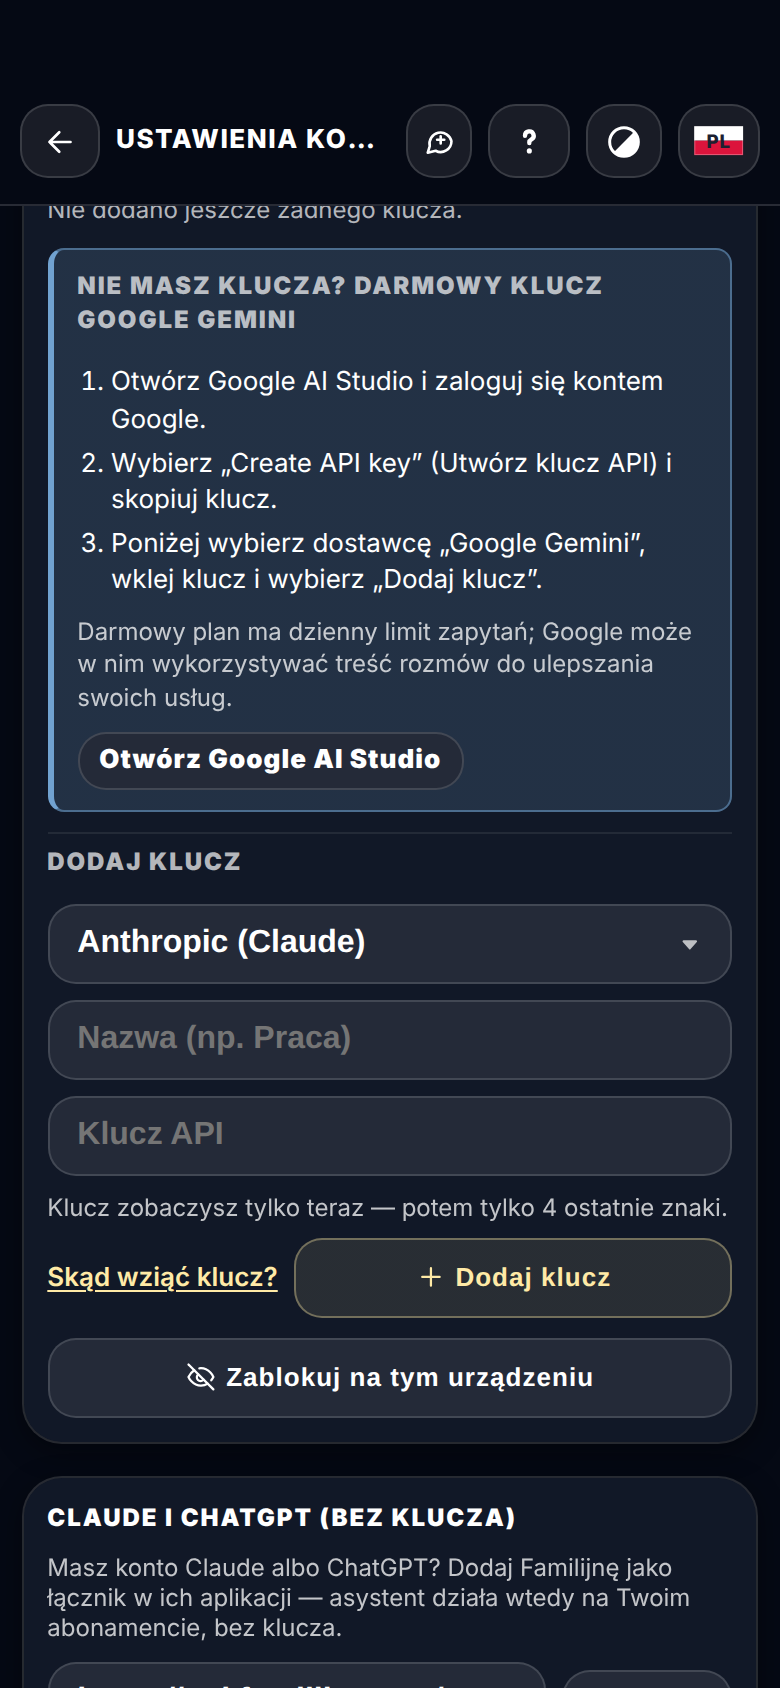 USTAWIENIA KO...
?
PL
Nie dodano jeszcze żadnego klucza.
NIE MASZ KLUCZA? DARMOWY KLUCZ
GOOGLE GEMINI
1. Otwórz Google AI Studio i zaloguj się kontem
Google.
2. Wybierz „Create API key” (Utwórz klucz API) i
skopiuj klucz.
3. Poniżej wybierz dostawcę „Google Gemini”,
wklej klucz i wybierz „Dodaj klucz”.
Darmowy plan ma dzienny limit zapytań; Google może
w nim wykorzystywać treść rozmów do ulepszania
swoich usług.
Otwórz Google AI Studio
DODAJ KLUCZ
Anthropic (Claude)
Nazwa (np. Praca)
Klucz API
Klucz zobaczysz tylko teraz — potem tylko 4 ostatnie znaki.
Skąd wziąć klucz?
+ Dodaj klucz
Zablokuj na tym urządzeniu
CLAUDE I CHATGPT (BEZ KLUCZA)
Masz konto Claude albo ChatGPT? Dodaj Familijnę jako
łącznik w ich aplikacji — asystent działa wtedy na Twoim
abonamencie, bez klucza.